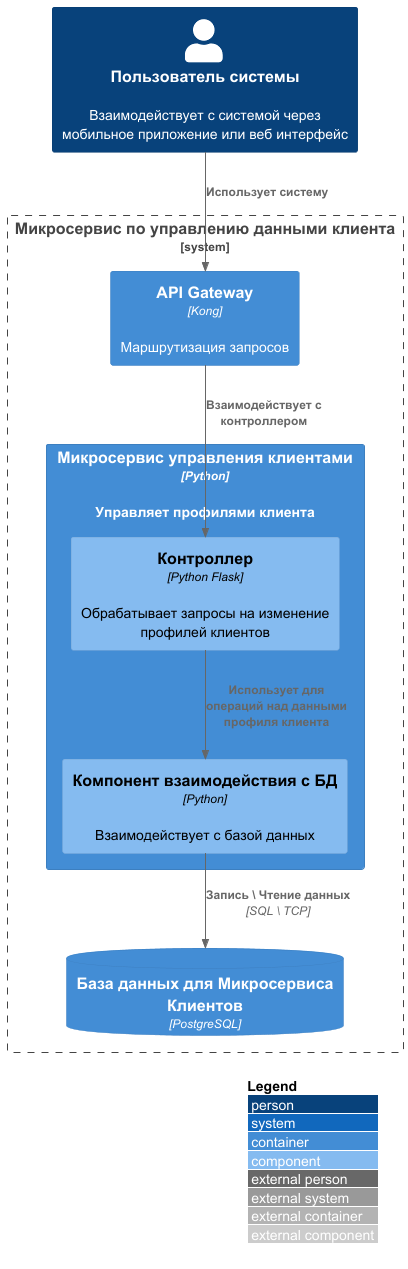 Пользователь системы
Взаимодействует с системой через
мобильное приложение или веб интерфейс
Использует систему
Микросервис по управлению данными клиента
[system]
API Gateway
[Kong]
Маршрутизация запросов
Взаимодействует с
контроллером
Микросервис управления клиентами
[Python]
Управляет профилями клиента
Контроллер
[Python Flask]
Обрабатывает запросы на изменение
профилей клиентов
Использует для
операций над данными
профиля клиента
Компонент взаимодействия с БД
[Python]
Взаимодействует с базой данных
Запись \ Чтение данных
[SQL \ TCP]
База данных для Микросервиса
Клиентов
[PostgreSQL]
Legend
person
system
container
component
external person
external system
external container
external component